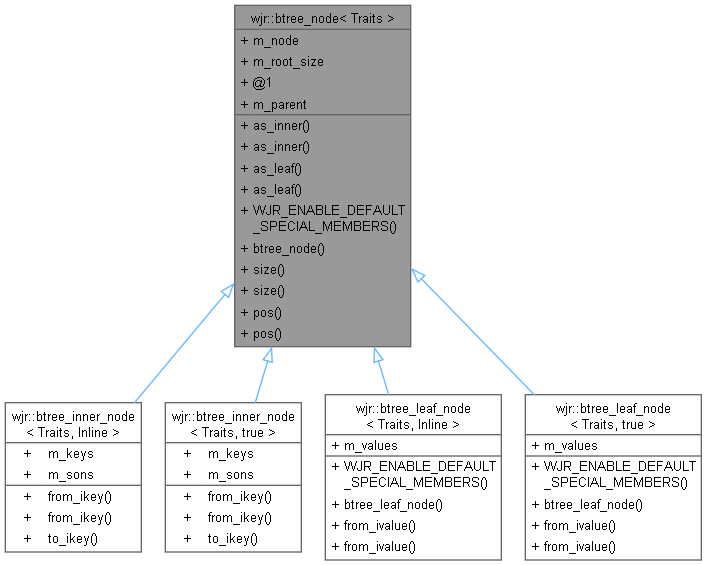 wjr::btree_node< Traits >
+ m_node
+ m_root_size
+ @1
+ m_parent
+ as_inner()
+ as_inner()
+ as_leaf()
+ as_leaf()
+ WJR_ENABLE_DEFAULT
_SPECIAL_MEMBERS()
+ btree_node()
+ size()
+ size()
+ pos()
+ pos()
wjr::btree_inner_node
< Traits, Inline >
+ m_keys
+ m_sons
+ from_ikey()
+ from_ikey()
+ to_ikey()
wjr::btree_inner_node
< Traits, true >
+ m_keys
+ m_sons
+ from_ikey()
+ from_ikey()
+ to_ikey()
wjr::btree_leaf_node
< Traits, Inline >
+ m_values
+ WJR_ENABLE_DEFAULT
_SPECIAL_MEMBERS()
+ btree_leaf_node()
+ from_ivalue()
+ from_ivalue()
wjr::btree_leaf_node
< Traits, true >
+ m_values
+ WJR_ENABLE_DEFAULT
_SPECIAL_MEMBERS()
+ btree_leaf_node()
+ from_ivalue()
+ from_ivalue()